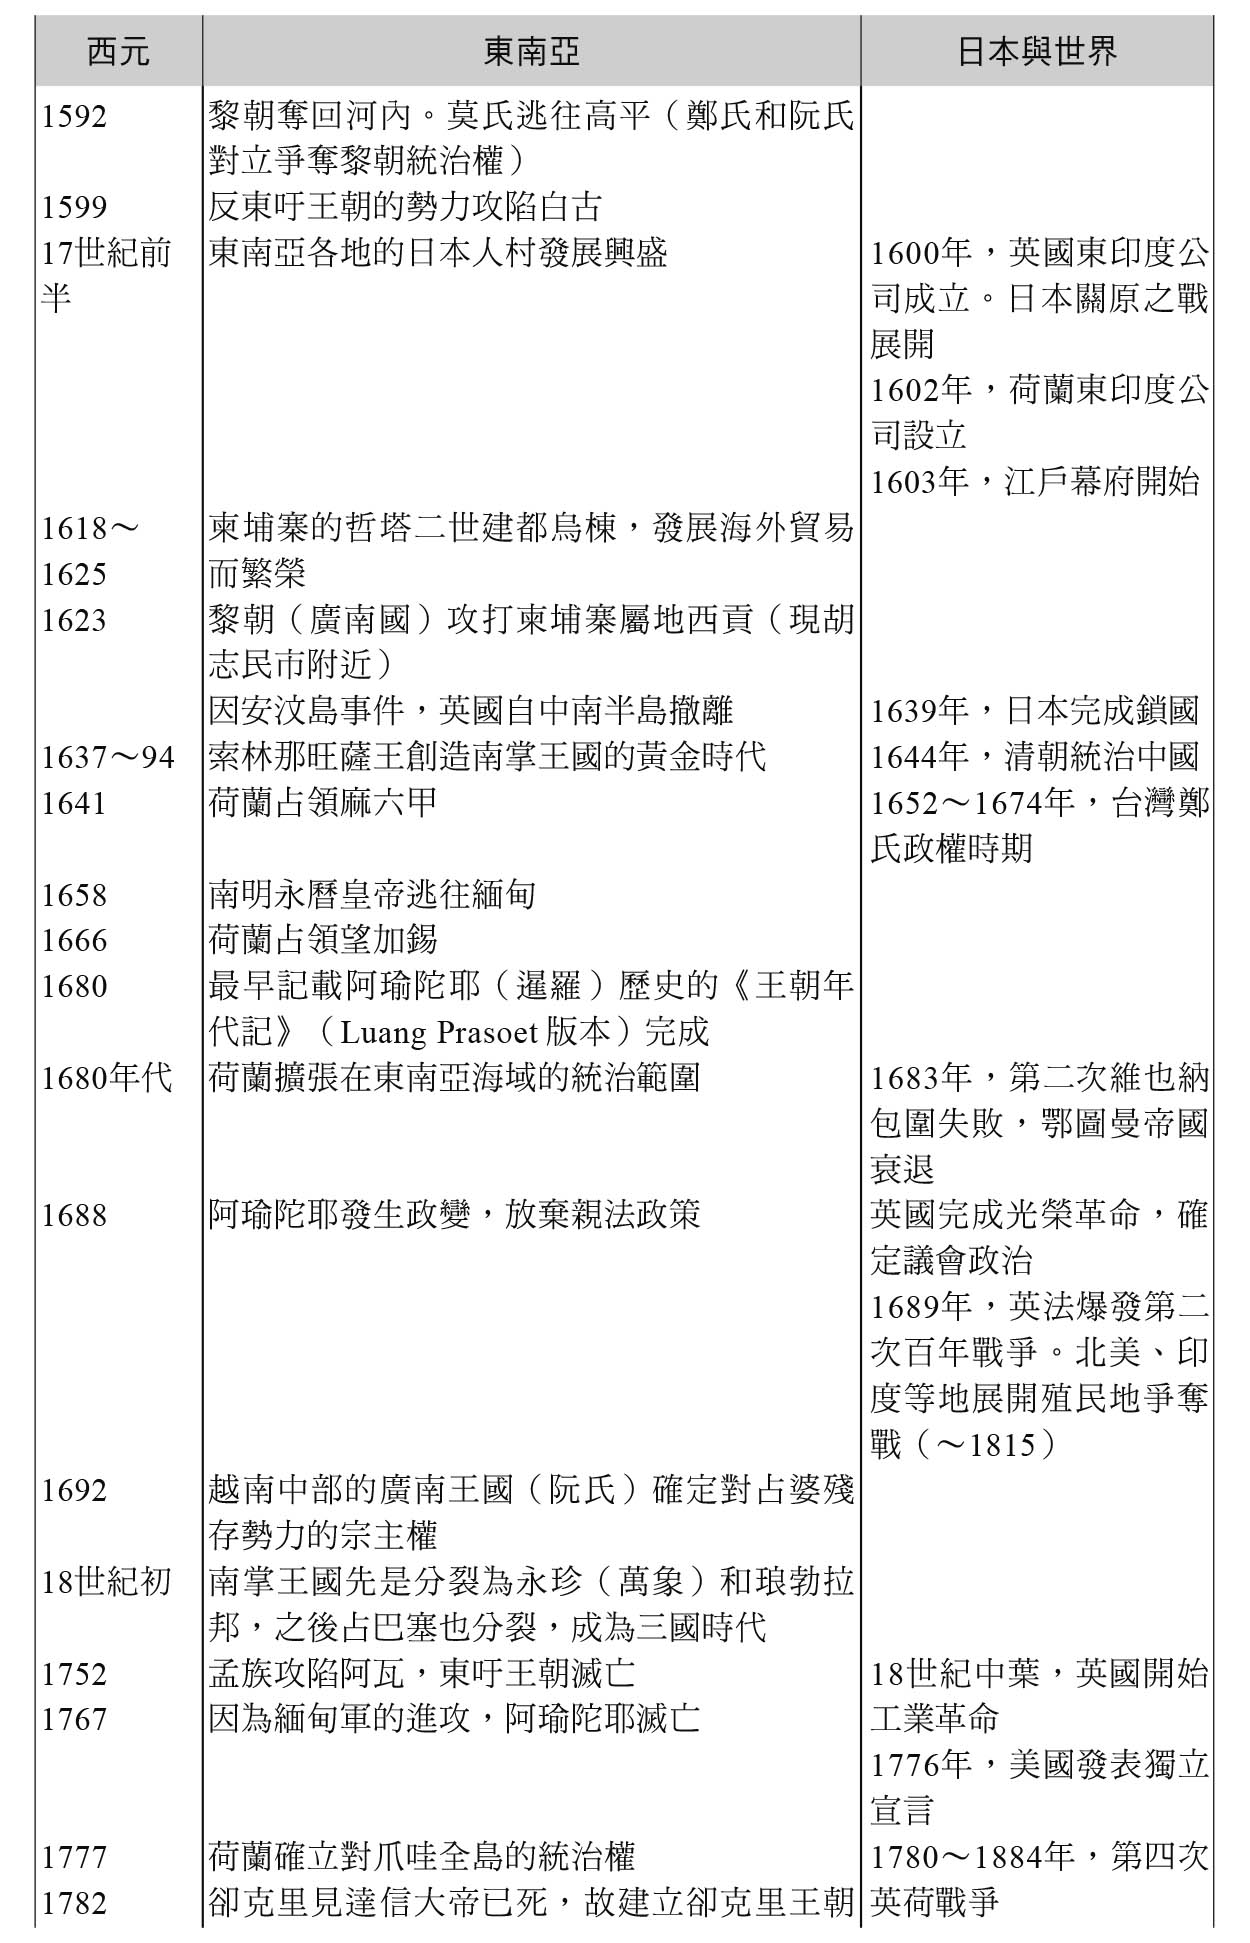 西元 東南亞 日本與世界
1592 黎朝奪回河內。莫氏逃往高平（鄭氏和阮氏
對立爭奪黎朝統治權）
1599 反東吁王朝的勢力攻陷白古
17世紀前 東南亞各地的日本人村發展興盛 1600年，英國東印度公
半 司成立。日本關原之戰
展開
1602年，荷蘭東印度公
司設立
1603年，江戶幕府開始
1618～ 柬埔寨的哲塔二世建都烏棟，發展海外貿易
1625 而繁榮
1623 黎朝（廣南國）攻打柬埔寨屬地西貢（現胡
志民市附近）
因安汶島事件，英國自中南半島撤離 1639年，日本完成鎖國
1637～94 索林那旺薩王創造南掌王國的黃金時代 1644年，清朝統治中國
1641 荷蘭占領麻六甲 1652～1674年，台灣鄭
氏政權時期
1658 南明永曆皇帝逃往緬甸
1666 荷蘭占領望加錫
1680 最早記載阿瑜陀耶（暹羅）歷史的《王朝年
代記》（Luang Prasoet 版本）完成
1680年代 荷蘭擴張在東南亞海域的統治範圍 1683年，第二次維也納
包圍失敗，鄂圖曼帝國
衰退
1688 阿瑜陀耶發生政變，放棄親法政策 英國完成光榮革命，確
定議會政治
1689年，英法爆發第二
次百年戰爭。北美、印
度等地展開殖民地爭奪
戰（～1815）
1692 越南中部的廣南王國（阮氏）確定對占婆殘
存勢力的宗主權
18世紀初 南掌王國先是分裂為永珍（萬象）和琅勃拉
邦，之後占巴塞也分裂，成為三國時代
1752 孟族攻陷阿瓦，東吁王朝滅亡 18世紀中葉，英國開始
1767 因為緬甸軍的進攻，阿瑜陀耶滅亡 工業革命
1776年，美國發表獨立
宣言
1777 荷蘭確立對爪哇全島的統治權 1780～1884年，第四次
1782 卻克里見達信大帝已死，故建立卻克里王朝 英荷戰爭